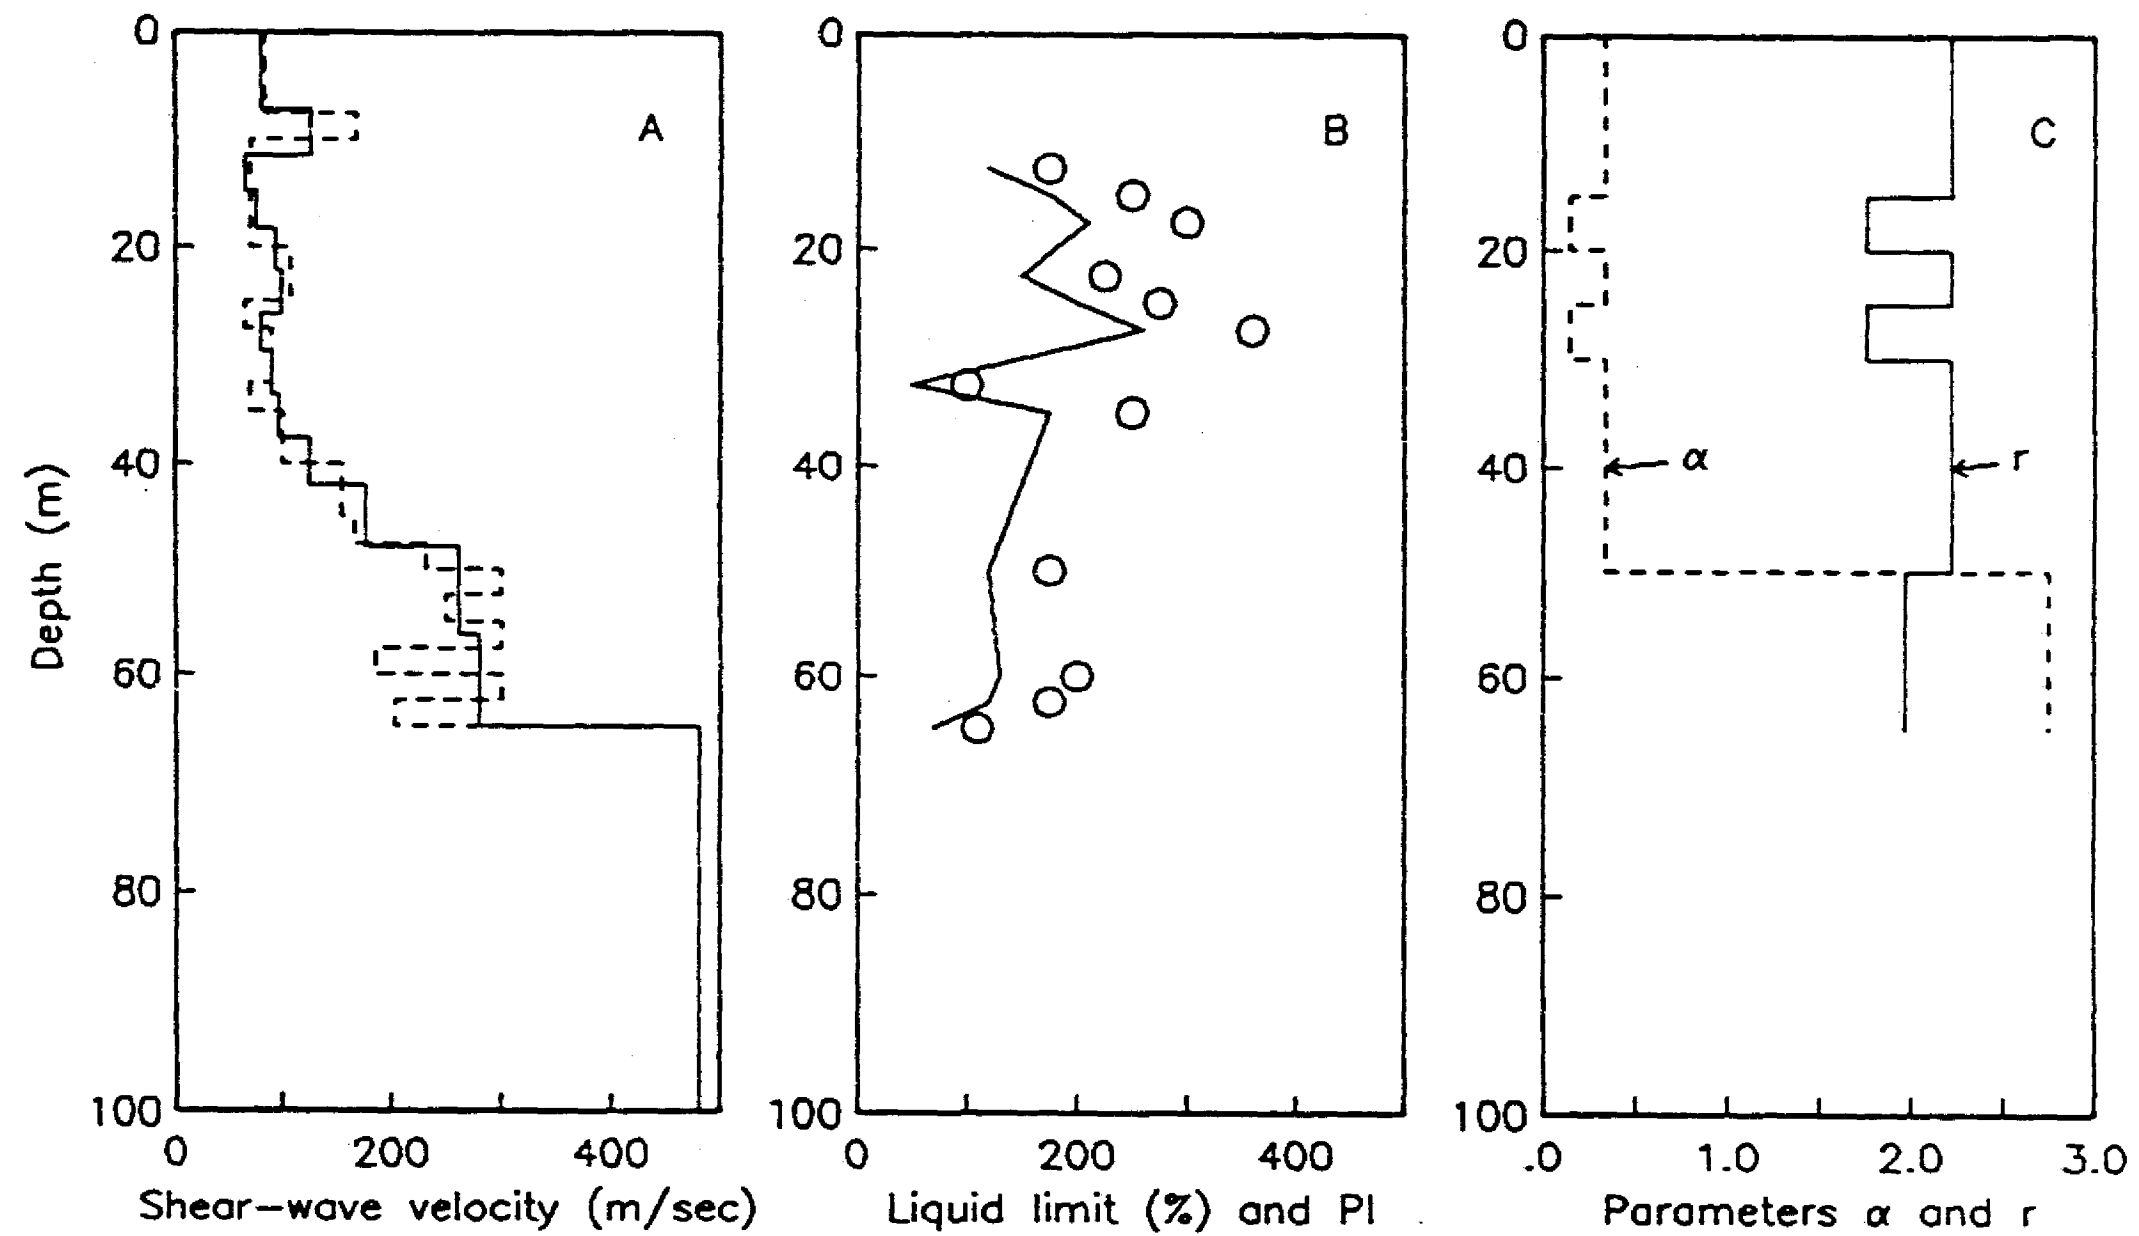 0
20
40
60
80
100
Depth (m)
A
0 200 400
Shear-wave velocity (m/sec)
0
20
40
60
80
100
B
0 200 400
Liquid limit (%) and PI
0
20
40
60
80
100
C
α
r
.0 1.0 2.0 3.0
Parameters α and r